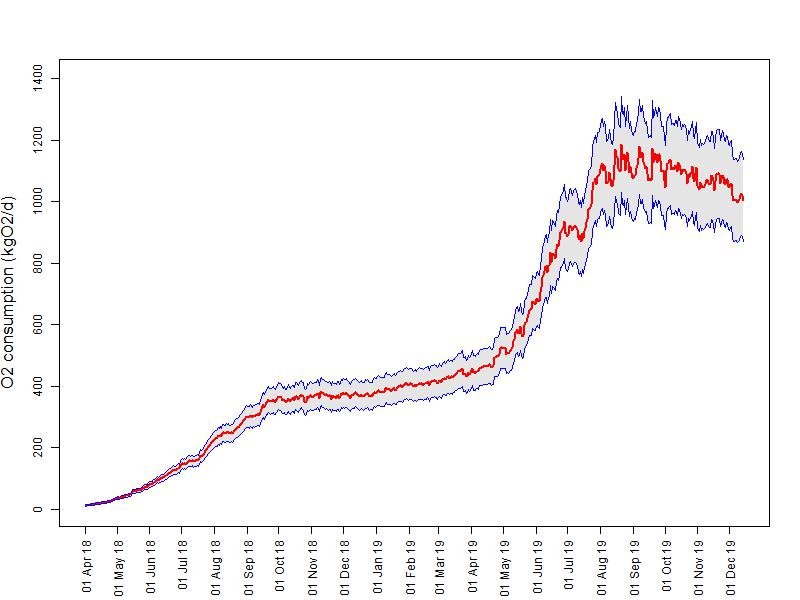 O2 consumption (kgO2/d)
1400
1200
1000
800
600
400
200
0
01 Apr 18
01 May 18
01 Jun 18
01 Jul 18
01 Aug 18
01 Sep 18
01 Oct 18
01 Nov 18
01 Dec 18
01 Jan 19
01 Feb 19
01 Mar 19
01 Apr 19
01 May 19
01 Jun 19
01 Jul 19
01 Aug 19
01 Sep 19
01 Oct 19
01 Nov 19
01 Dec 19